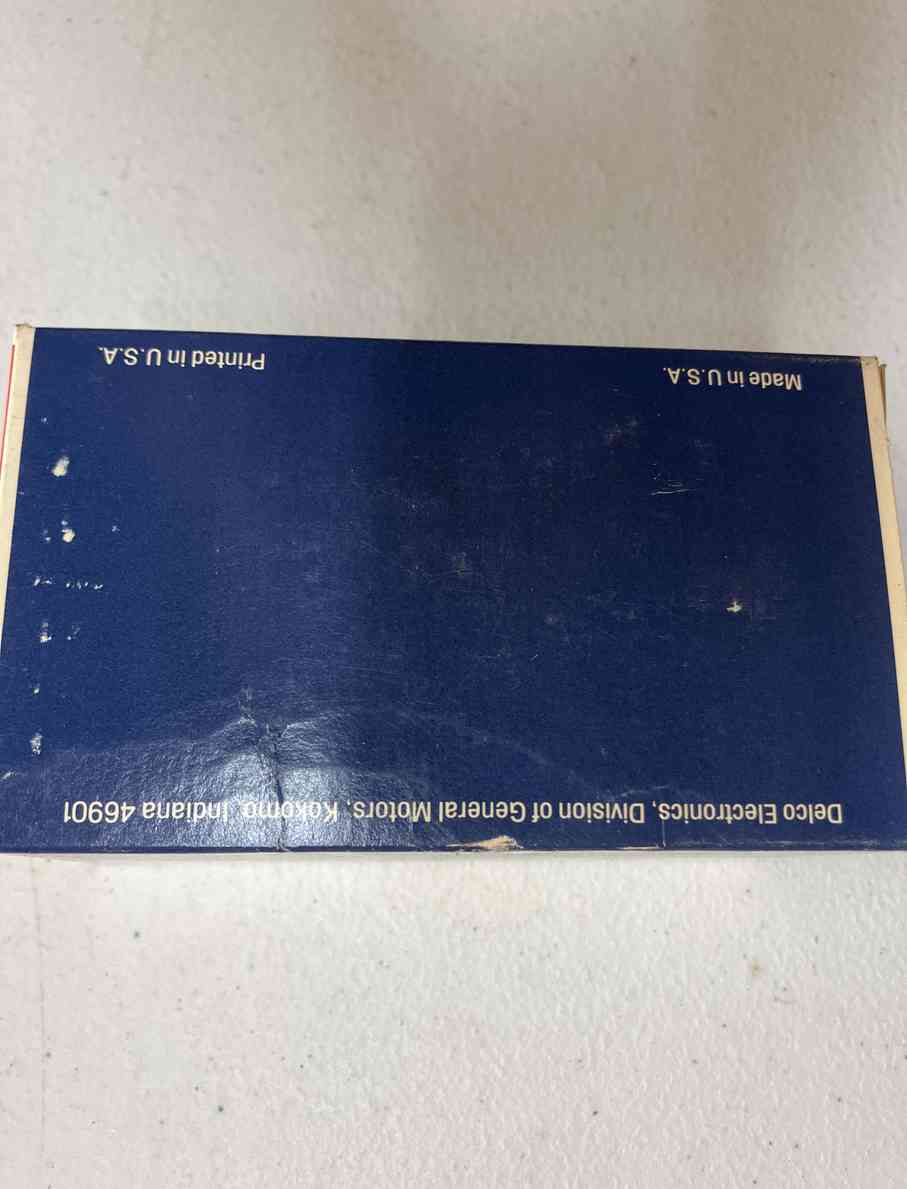 Delco Electronics, Division of General Motors, Kokomo, Indiana 46901
Made in U.S.A.
Printed in U.S.A.